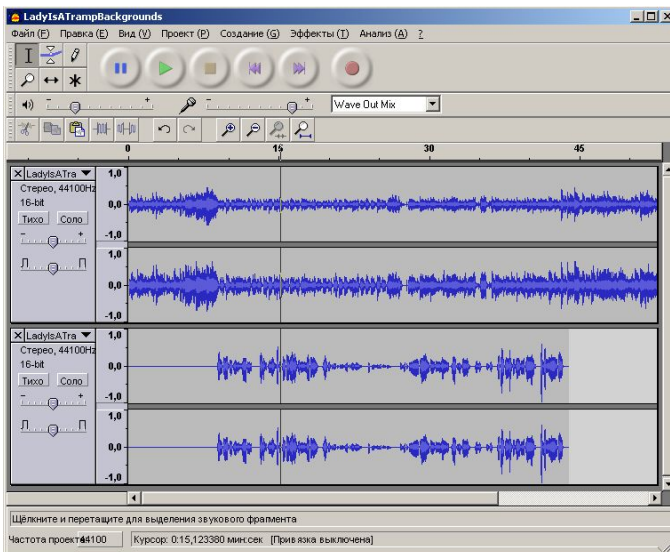 LadyIsATrampBackgrounds
Файл (F) Правка (E) Вид (V) Проект (P) Создание (G) Эффекты (T) Анализ (A) ?
Wave Out Mix
0 15 30 45
LadyIsATra
Стерео, 44100Hz
16-bit
Тихо Соло
- +
Л П
1,0
0,0
-1,0
1,0
0,0
-1,0
LadyIsATra
Стерео, 44100Hz
16-bit
Тихо Соло
- +
Л П
1,0
0,0
-1,0
1,0
0,0
-1,0
Щёлкните и перетащите для выделения звукового фрагмента
Частота проекта 44100 Курсор: 0:15,123380 мин:сек [Привязка выключена]